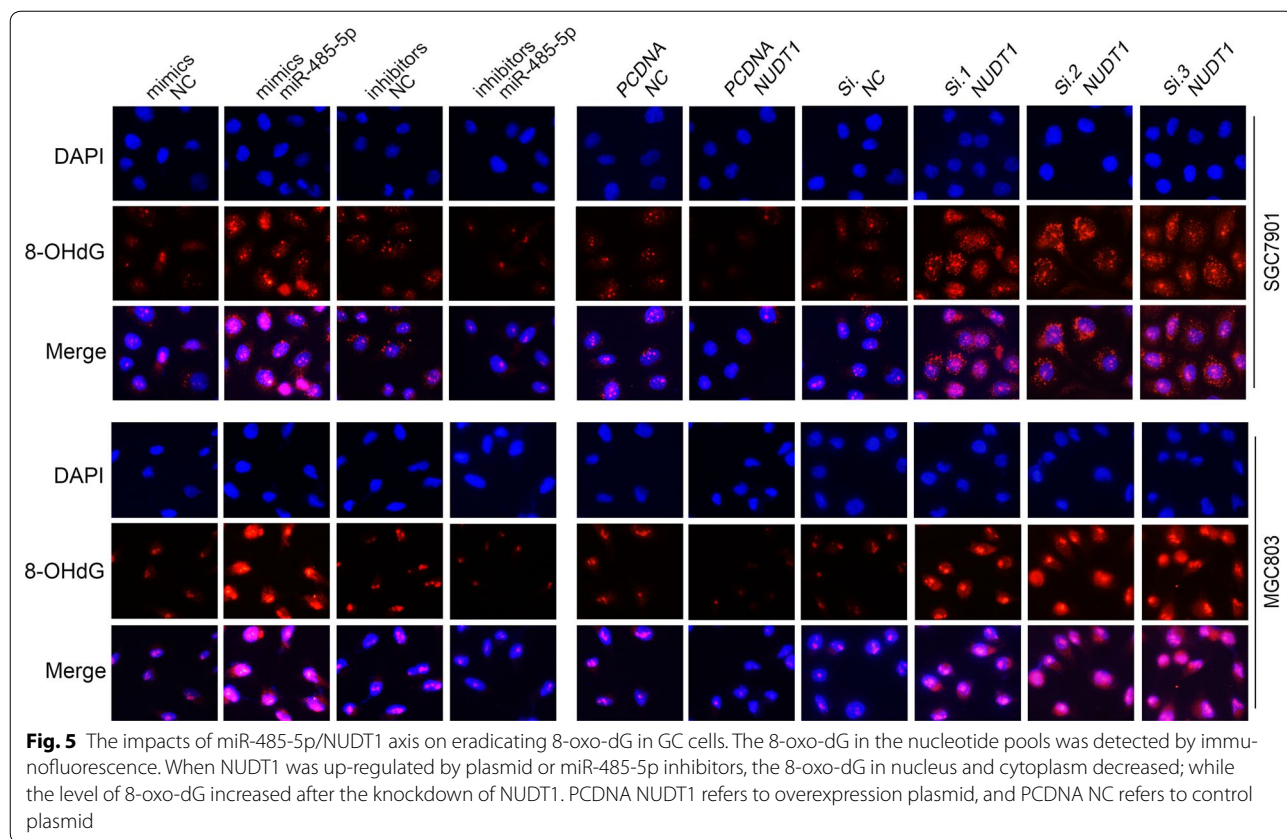 mimics NC
mimics miR-485-5p
inhibitors NC
inhibitors miR-485-5p
PCDNA NC
PCDNA NUDT1
Si. NC
Si.1 NUDT1
Si.2 NUDT1
Si.3 NUDT1
DAPI
8-OHdG
Merge
SGC7901
DAPI
8-OHdG
Merge
MGC803
Fig. 5 The impacts of miR-485-5p/NUDT1 axis on eradicating 8-oxo-dG in GC cells. The 8-oxo-dG in the nucleotide pools was detected by immu-
nofluorescence. When NUDT1 was up-regulated by plasmid or miR-485-5p inhibitors, the 8-oxo-dG in nucleus and cytoplasm decreased; while
the level of 8-oxo-dG increased after the knockdown of NUDT1. PCDNA NUDT1 refers to overexpression plasmid, and PCDNA NC refers to control
plasmid